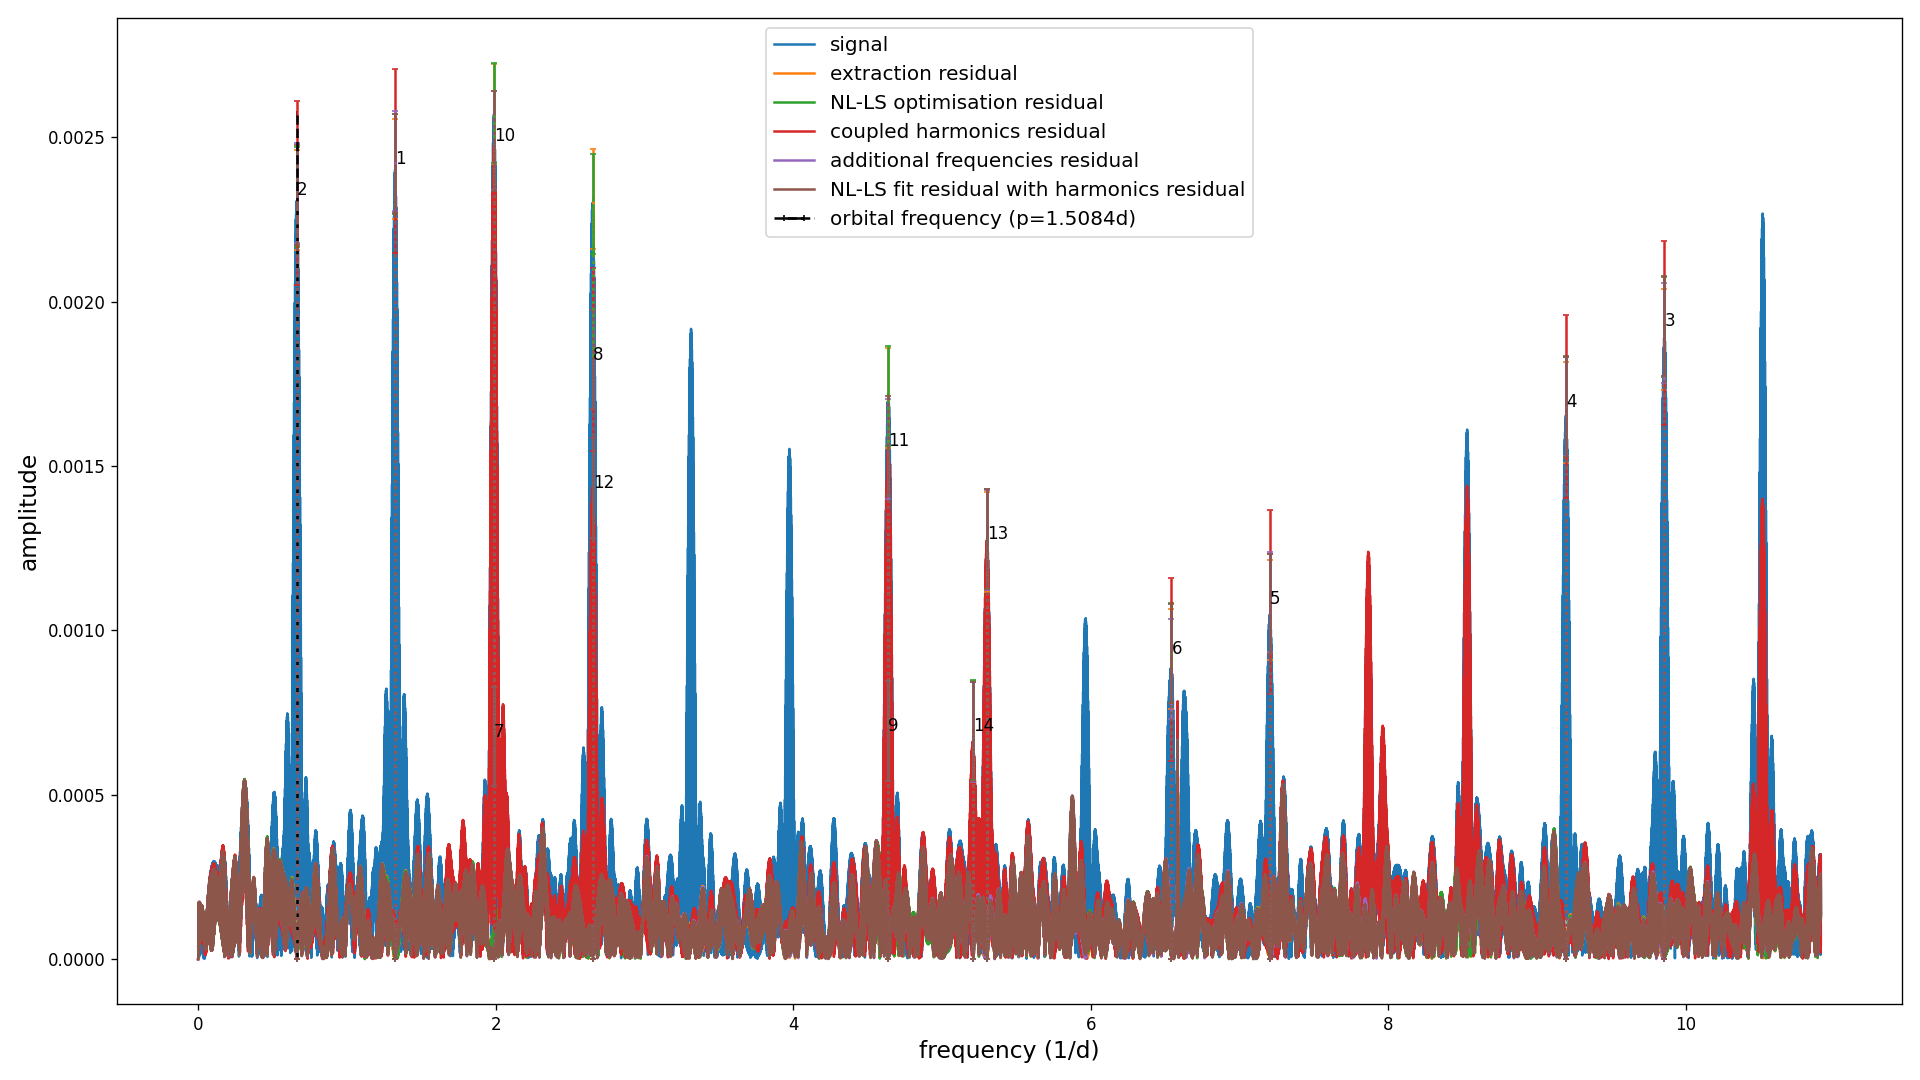 signal
extraction residual
NL-LS optimisation residual
coupled harmonics residual
additional frequencies residual
NL-LS fit residual with harmonics residual
orbital frequency (p=1.5084d)
amplitude
0.0025
0.0020
0.0015
0.0010
0.0005
0.0000
2
1
10
8
12
7
11
9
13
14
6
5
4
3
0
2
4
6
8
10
frequency (1/d)